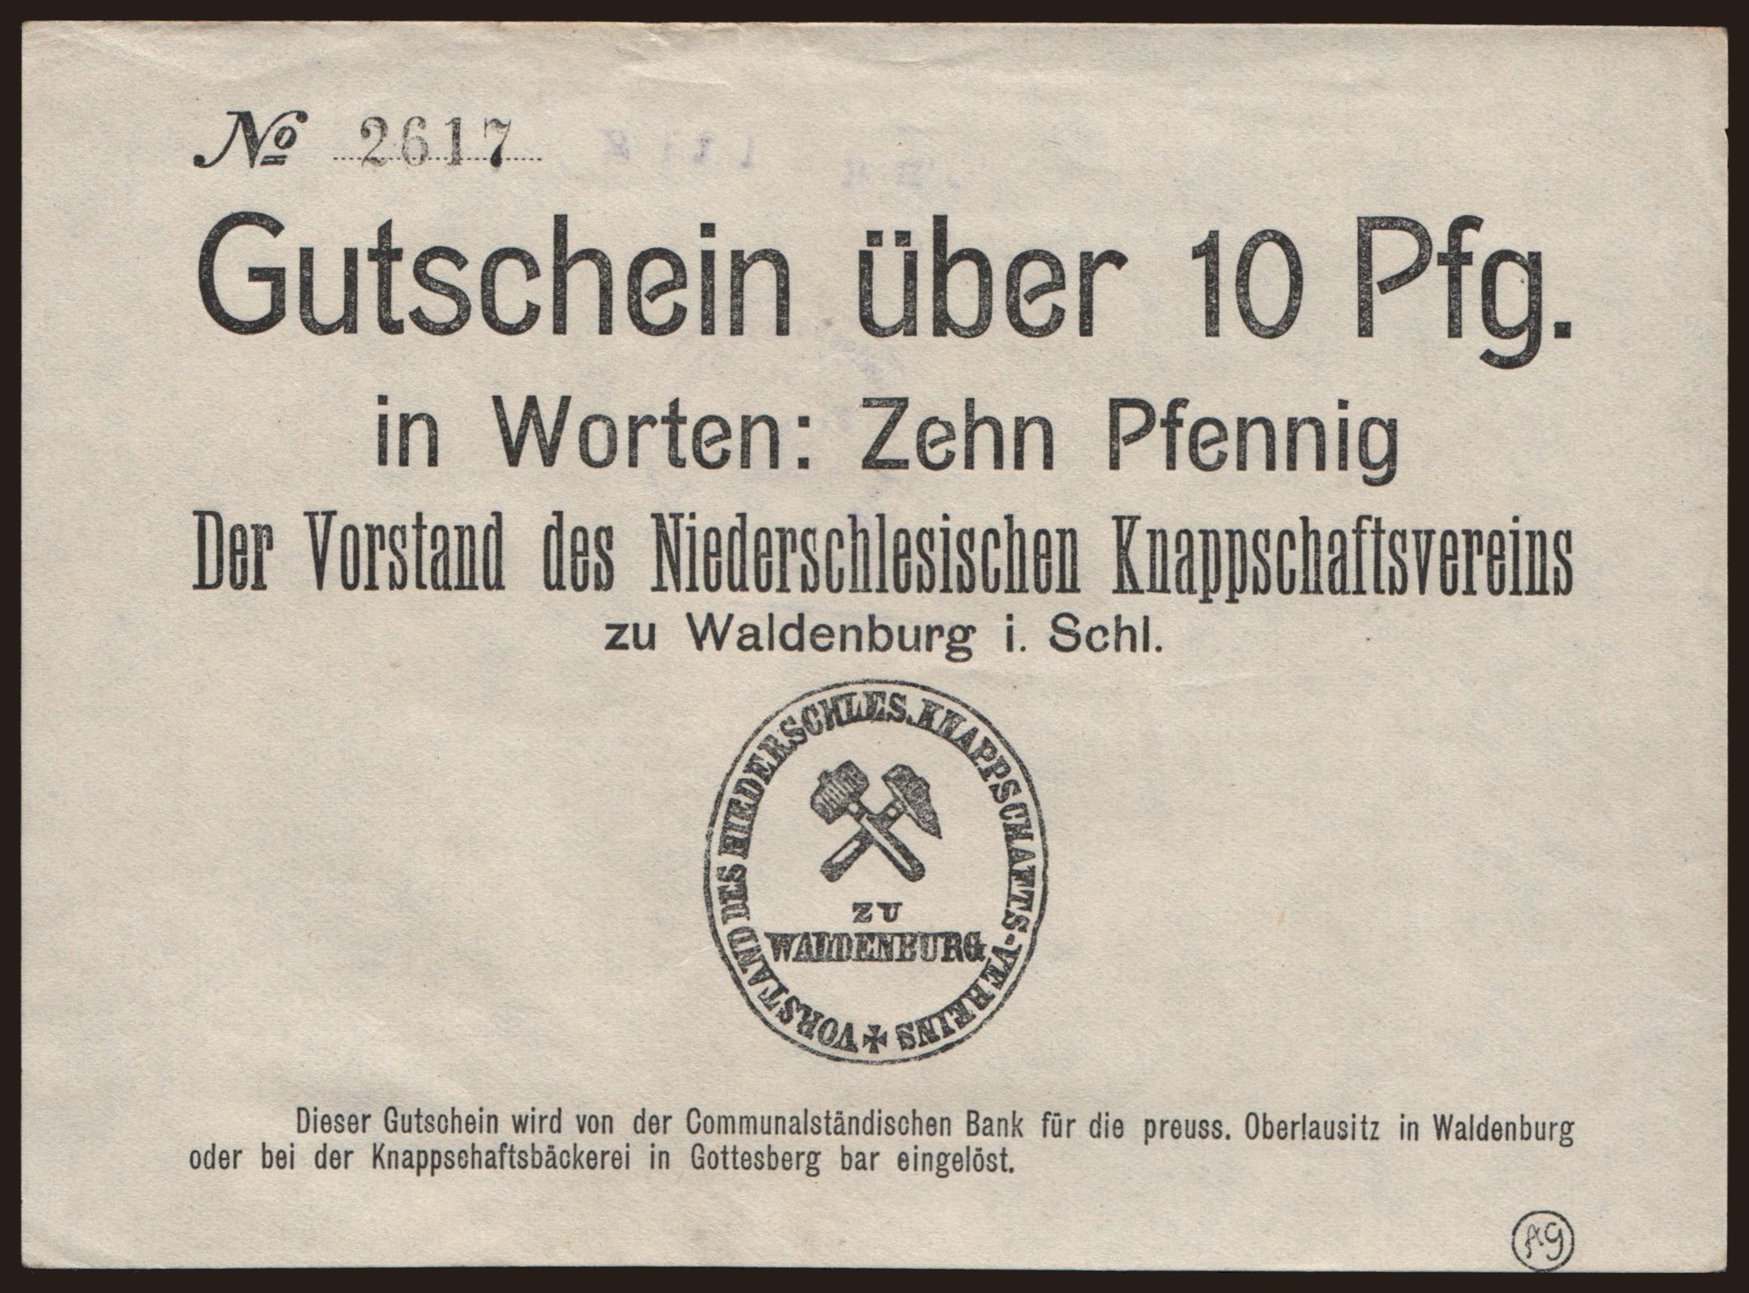 No 2617
Gutschein über 10 Pfg.
in Worten: Zehn Pfennig
Der Vorstand des Niederschlesischen Knappschaftsvereins
zu Waldenburg i. Schl.
VORSTAND DES NIEDERSCHLES. KNAPPSCHAFTS-VEREINS
ZU
WALDENBURG
Dieser Gutschein wird von der Communalständischen Bank für die preuss. Oberlausitz in Waldenburg
oder bei der Knappschaftsbäckerei in Gottesberg bar eingelöst.